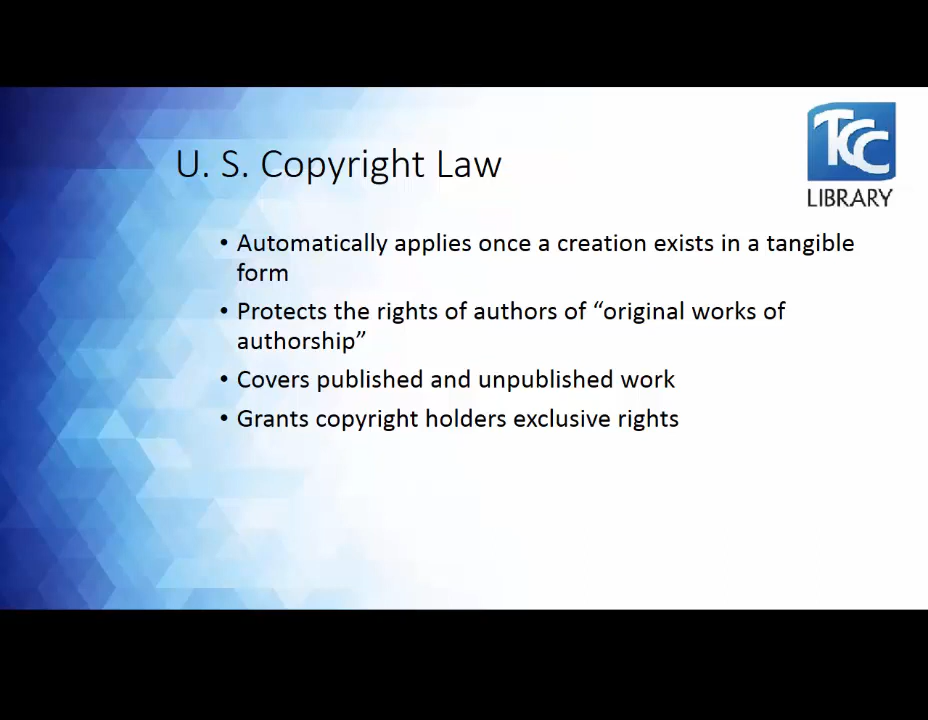 U. S. Copyright Law
TCC
LIBRARY
• Automatically applies once a creation exists in a tangible
form
• Protects the rights of authors of “original works of
authorship”
• Covers published and unpublished work
• Grants copyright holders exclusive rights